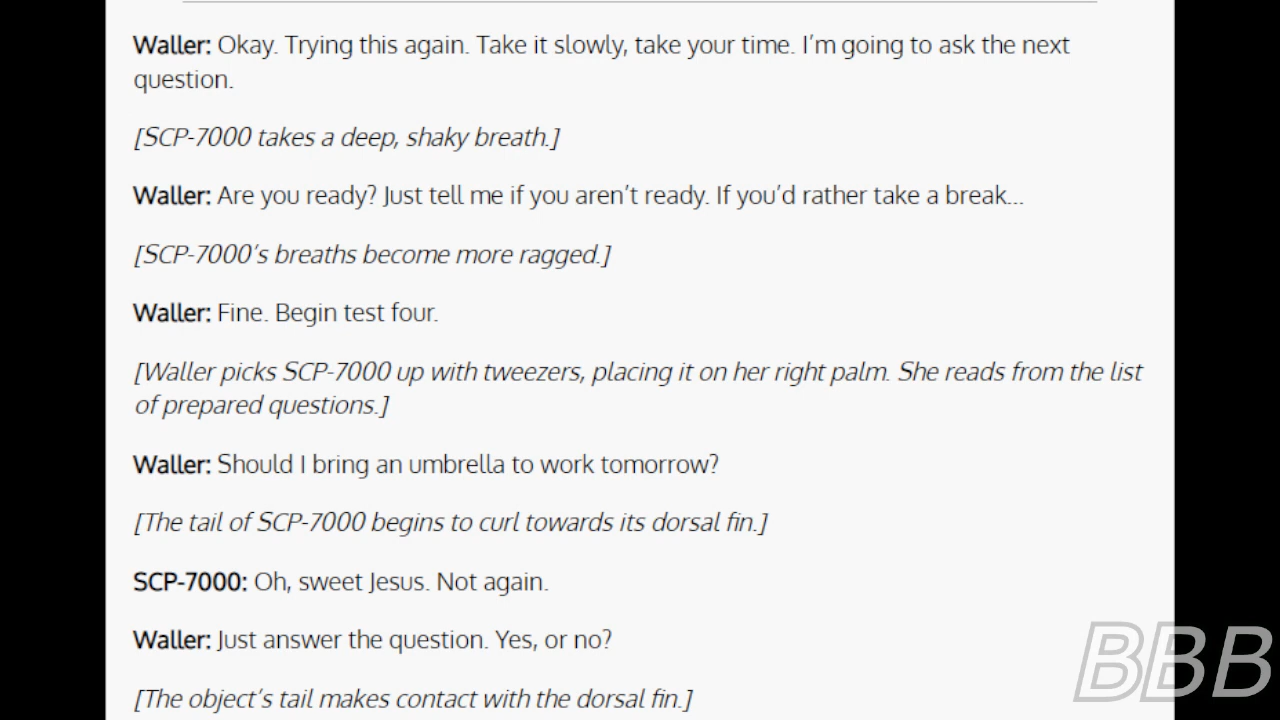 Waller: Okay. Trying this again. Take it slowly, take your time. I’m going to ask the next
question.
[SCP-7000 takes a deep, shaky breath.]
Waller: Are you ready? Just tell me if you aren’t ready. If you’d rather take a break…
[SCP-7000’s breaths become more ragged.]
Waller: Fine. Begin test four.
[Waller picks SCP-7000 up with tweezers, placing it on her right palm. She reads from the list
of prepared questions.]
Waller: Should I bring an umbrella to work tomorrow?
[The tail of SCP-7000 begins to curl towards its dorsal fin.]
SCP-7000: Oh, sweet Jesus. Not again.
Waller: Just answer the question. Yes, or no?
[The object’s tail makes contact with the dorsal fin.]
BBB